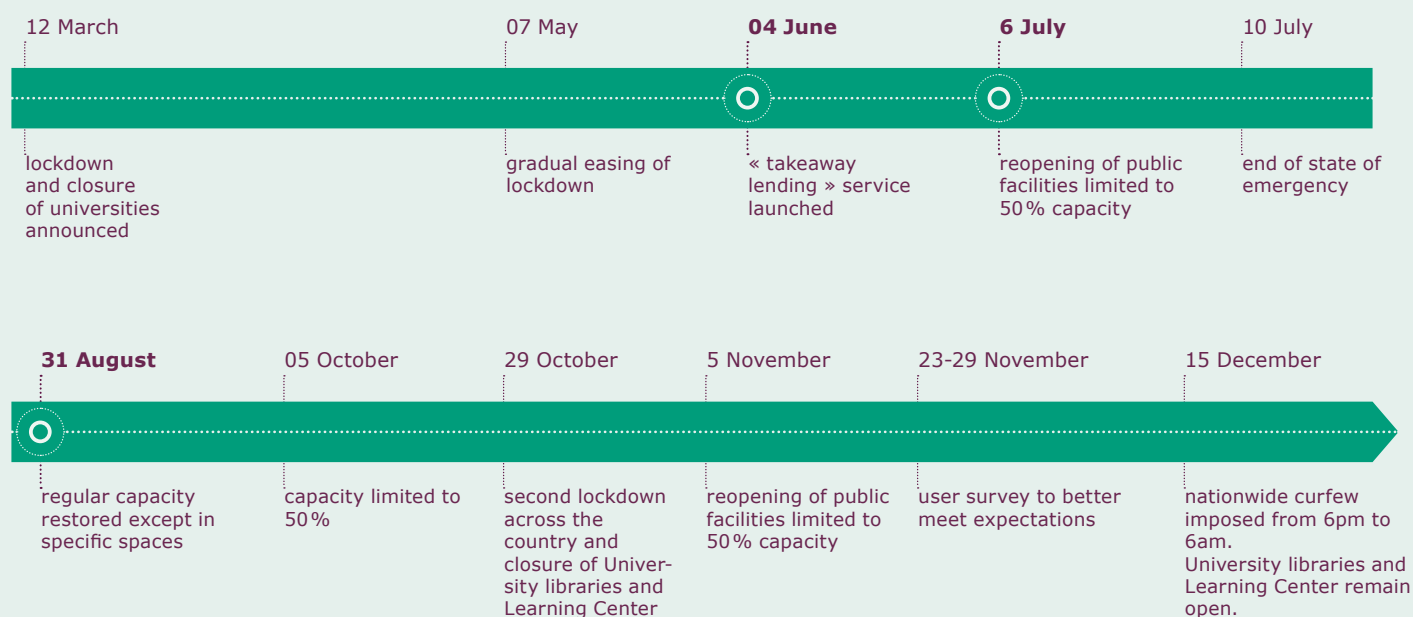 12 March
07 May
04 June
6 July
10 July
lockdown
and closure
of universities
announced
gradual easing of
lockdown
« takeaway
lending » service
launched
reopening of public
facilities limited to
50 % capacity
end of state of
emergency
31 August
05 October
29 October
5 November
23-29 November
15 December
regular capacity
restored except in
specific spaces
capacity limited to
50 %
second lockdown
across the
country and
closure of Univer-
sity libraries and
Learning Center
reopening of public
facilities limited to
50 % capacity
user survey to better
meet expectations
nationwide curfew
imposed from 6pm to
6am.
University libraries and
Learning Center remain
open.